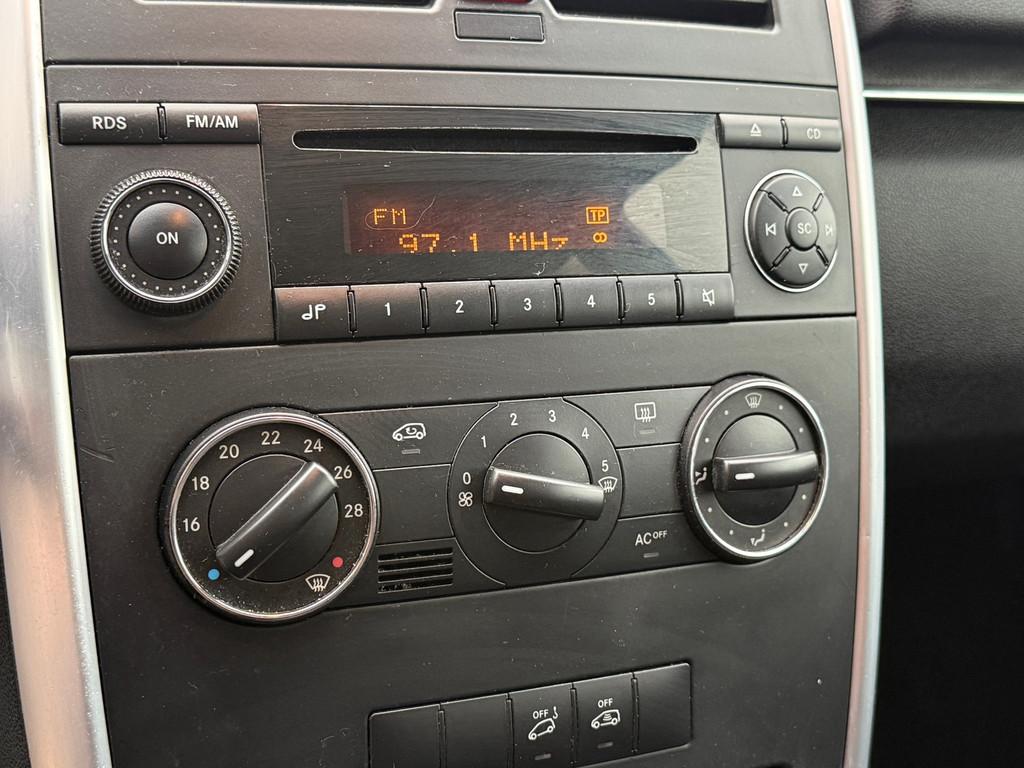 RDS FM/AM CD
ON
FM TP
97.1 MHz
SC
1 2 3 4 5
16 18 20 22 24 26 28
0 1 2 3 4 5
AC OFF
OFF OFF